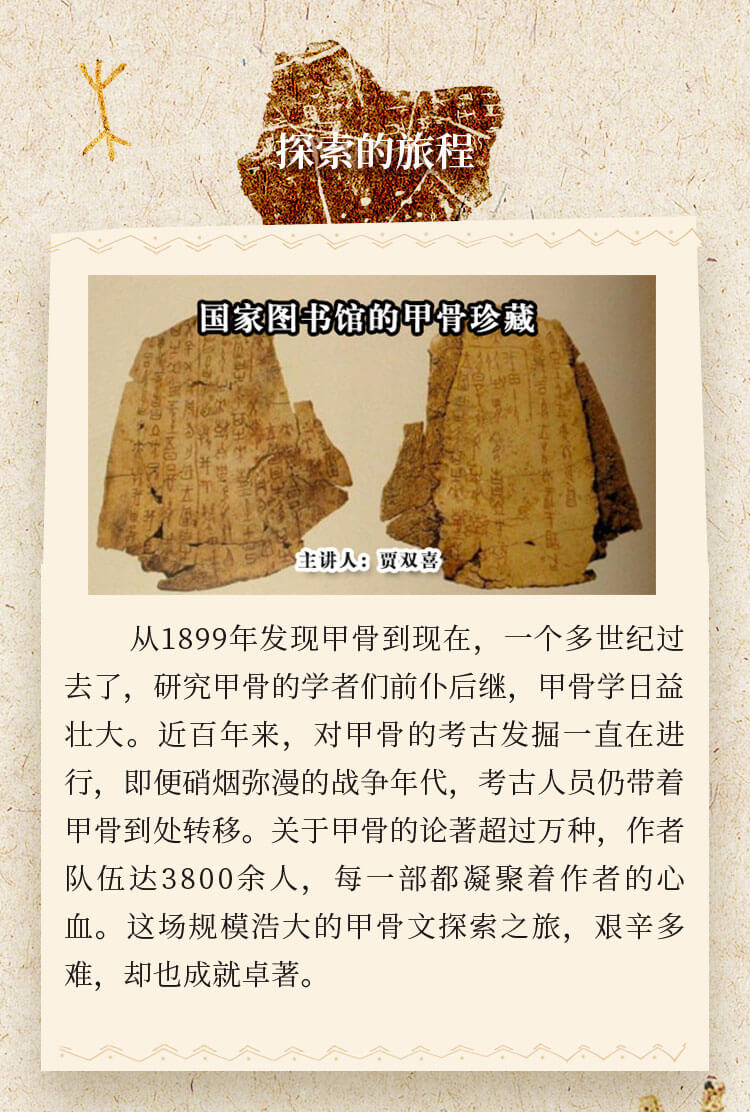 探索的旅程
国家图书馆的甲骨珍藏
主讲人：贾双喜
从1899年发现甲骨到现在，一个多世纪过
去了，研究甲骨的学者们前仆后继，甲骨学日益
壮大。近百年来，对甲骨的考古发掘一直在进
行，即便硝烟弥漫的战争年代，考古人员仍带着
甲骨到处转移。关于甲骨的论著超过万种，作者
队伍达3800余人，每一部都凝聚着作者的心
血。这场规模浩大的甲骨文探索之旅，艰辛多
难，却也成就卓著。